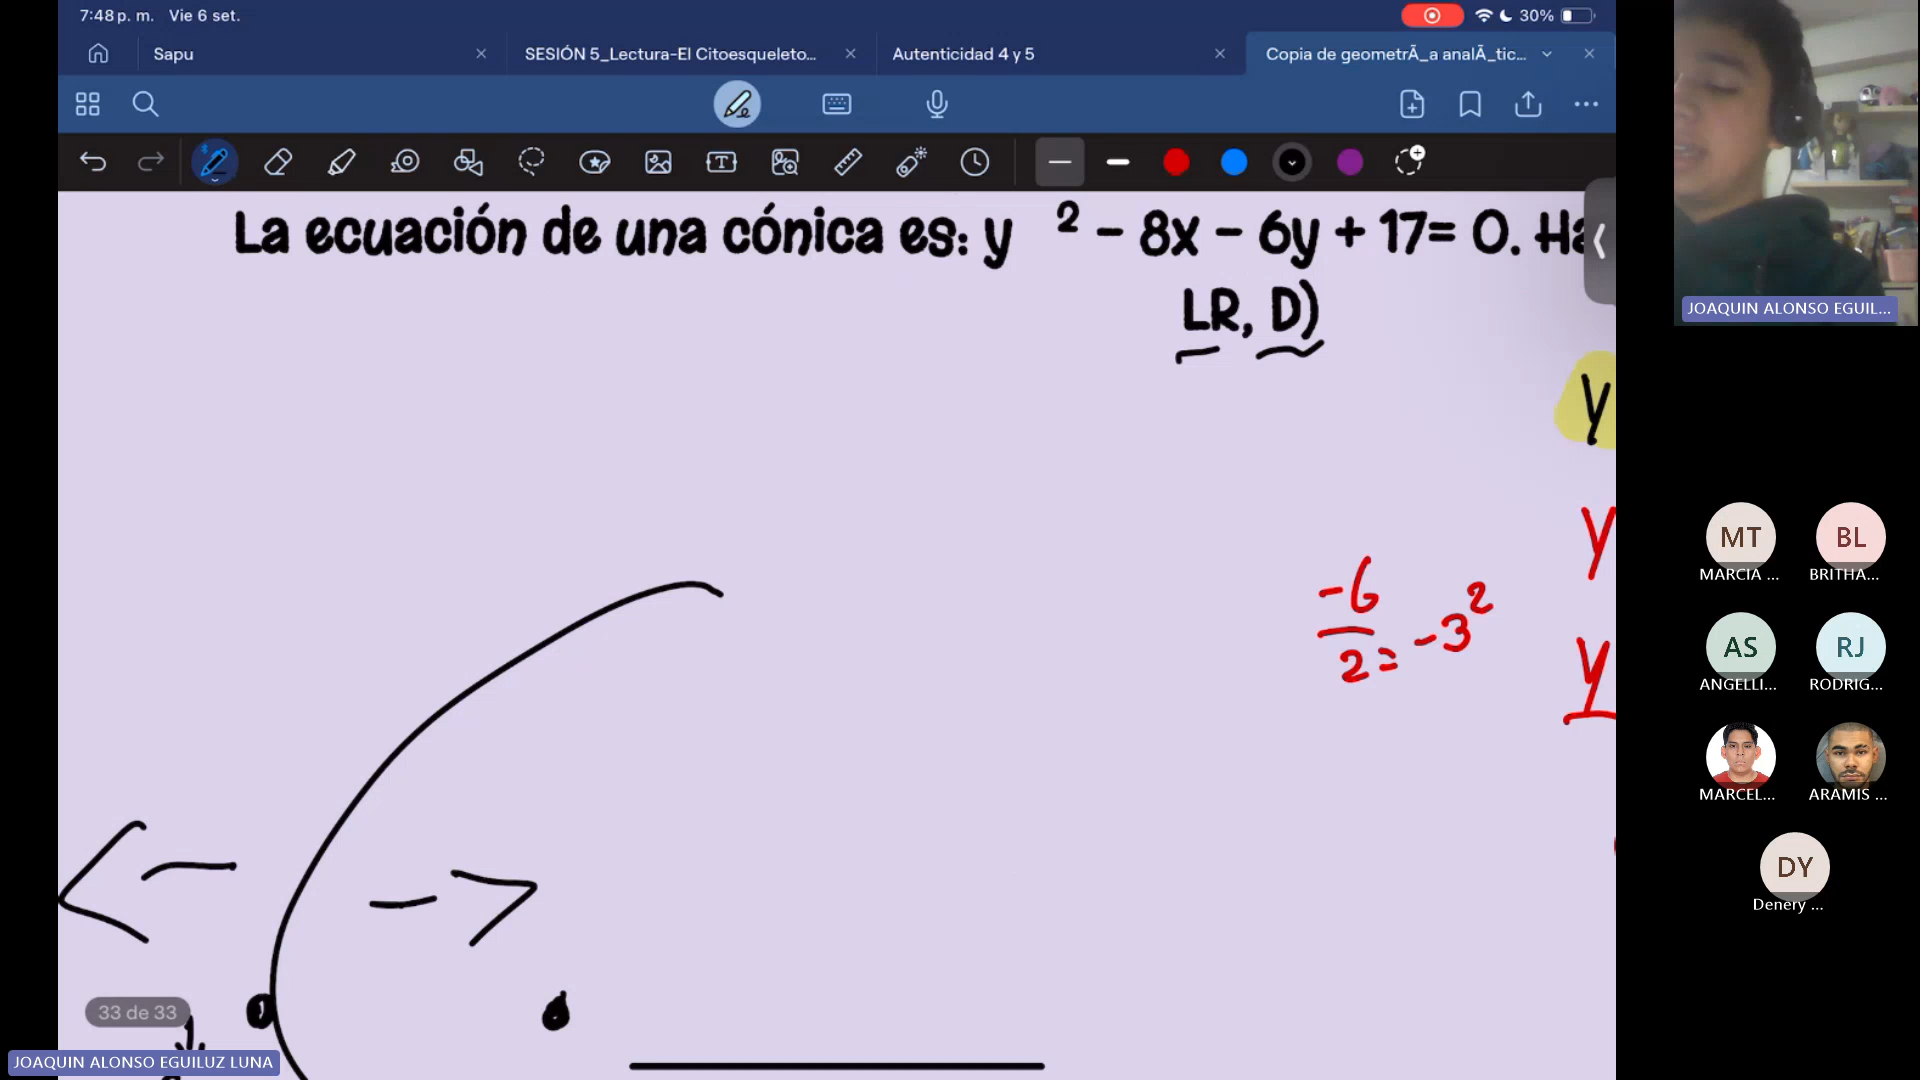 7:48 p. m. Vie 6 set.
30%
Sapu
SESIÓN 5_Lectura-El Citoesqueleto...
Autenticidad 4 y 5
Copia de geometrÃ_a analÃ_tic...
La ecuación de una cónica es: y ² - 8x - 6y + 17= 0. Ha
LR, D)
y
y
-6
2 = -3²
y
33 de 33
JOAQUIN ALONSO EGUILUZ LUNA
JOAQUIN ALONSO EGUIL...
MT
BL
MARCIA ...
BRITHA...
AS
RJ
ANGELLI...
RODRIG...
MARCEL...
ARAMIS ...
DY
Denery ...